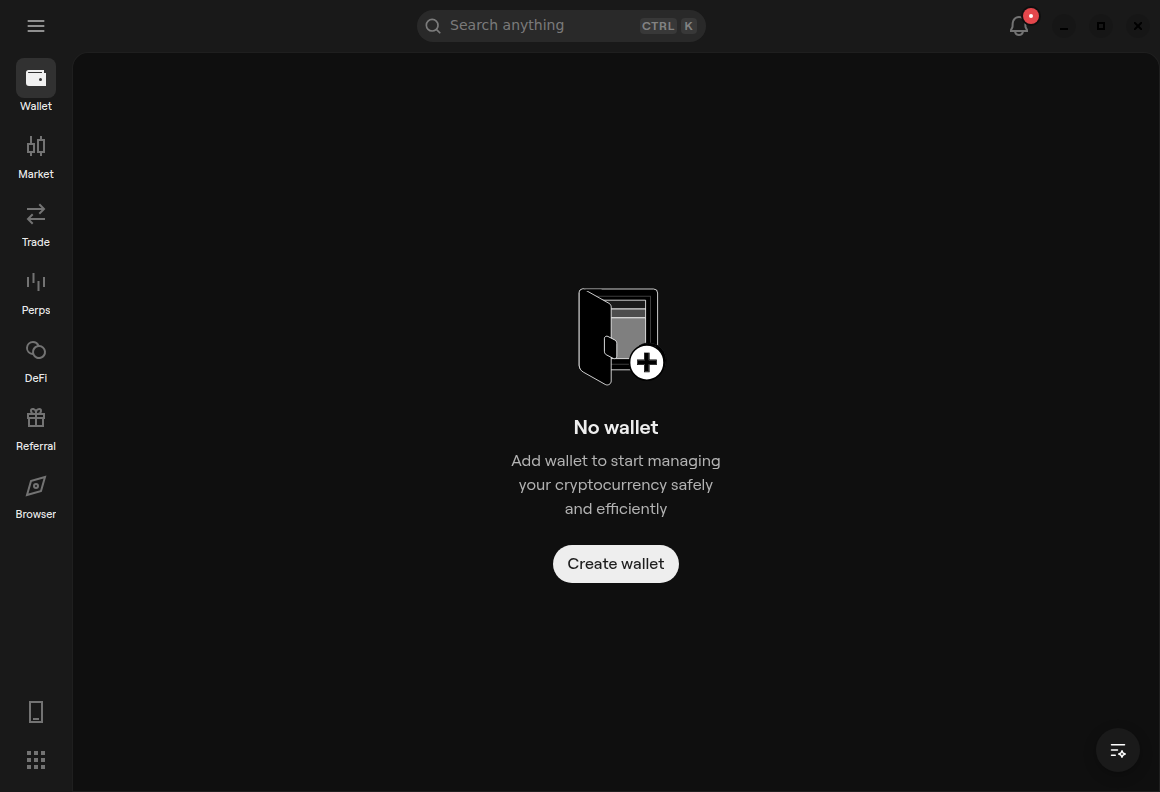 Search anything CTRL K
Wallet
Market
Trade
Perps
DeFi
Referral
Browser
No wallet
Add wallet to start managing
your cryptocurrency safely
and efficiently
Create wallet